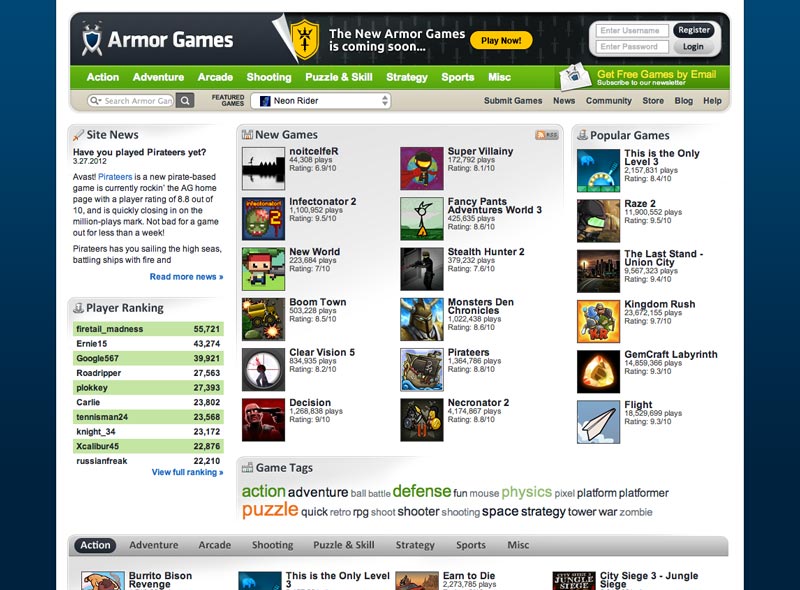 Armor Games
The New Armor Games
is coming soon...
Play Now!
Enter Username
Register
Enter Password
Login
Action Adventure Arcade Shooting Puzzle & Skill Strategy Sports Misc
Get Free Games by Email
Subscribe to our newsletter
Search Armor Gam
FEATURED
GAMES
Neon Rider
Submit Games News Community Store Blog Help
Site News
Have you played Pirateers yet?
3.27.2012
Avast! Pirateers is a new pirate-based
game is currently rockin' the AG home
page with a player rating of 8.8 out of
10, and is quickly closing in on the
million-plays mark. Not bad for a game
out for less than a week!
Pirateers has you sailing the high seas,
battling ships with fire and
Read more news »
Player Ranking
firetail_madness 55,721
Ernie15 43,274
Google567 39,921
Roadripper 27,563
plokkey 27,393
Carlie 23,802
tennisman24 23,568
knight_34 23,172
Xcalibur45 22,876
russianfreak 22,210
View full ranking »
New Games
RSS
noitcelfeR
44,308 plays
Rating: 6.9/10
Super Villainy
172,792 plays
Rating: 8.1/10
Infectonator 2
1,100,952 plays
Rating: 9.5/10
Fancy Pants
Adventures World 3
425,635 plays
Rating: 8.6/10
New World
223,684 plays
Rating: 7/10
Stealth Hunter 2
379,232 plays
Rating: 7.6/10
Boom Town
503,228 plays
Rating: 8.5/10
Monsters Den
Chronicles
1,022,438 plays
Rating: 8.6/10
Clear Vision 5
834,935 plays
Rating: 8.2/10
Pirateers
1,364,786 plays
Rating: 8.8/10
Decision
1,268,838 plays
Rating: 9/10
Necronator 2
4,174,867 plays
Rating: 8.8/10
Popular Games
This is the Only
Level 3
2,157,831 plays
Rating: 8.4/10
Raze 2
11,900,552 plays
Rating: 9.5/10
The Last Stand -
Union City
9,567,323 plays
Rating: 9.4/10
Kingdom Rush
23,672,155 plays
Rating: 9.7/10
GemCraft Labyrinth
14,859,366 plays
Rating: 9.3/10
Flight
18,529,699 plays
Rating: 9.3/10
Game Tags
action adventure ball battle defense fun mouse physics pixel platform platformer
puzzle quick retro rpg shoot shooter shooting space strategy tower war zombie
Action Adventure Arcade Shooting Puzzle & Skill Strategy Sports Misc
Burrito Bison
Revenge
This is the Only Level
3
Earn to Die
2,273,785 plays
City Siege 3 - Jungle
Siege